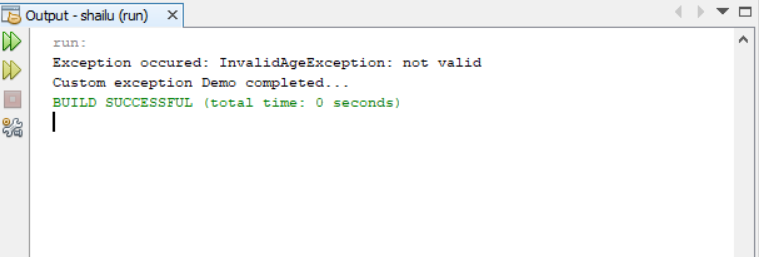 Output - shailu (run)
run:
Exception occured: InvalidAgeException: not valid
Custom exception Demo completed...
BUILD SUCCESSFUL (total time: 0 seconds)